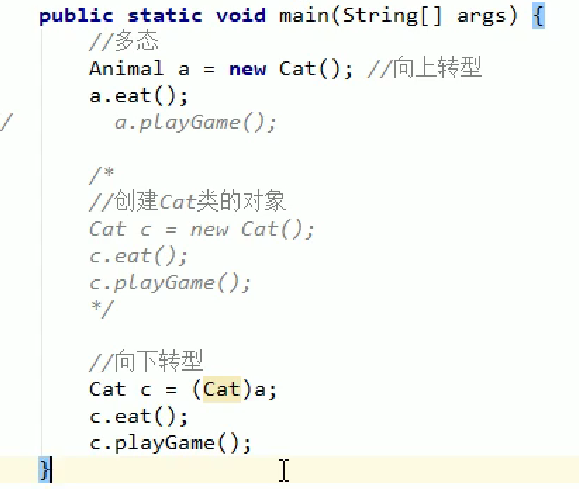 public static void main(String[] args) {
//多态
Animal a = new Cat(); //向上转型
a.eat();
/ a.playGame();
/*
//创建Cat类的对象
Cat c = new Cat();
c.eat();
c.playGame();
*/
//向下转型
Cat c = (Cat)a;
c.eat();
c.playGame();
}